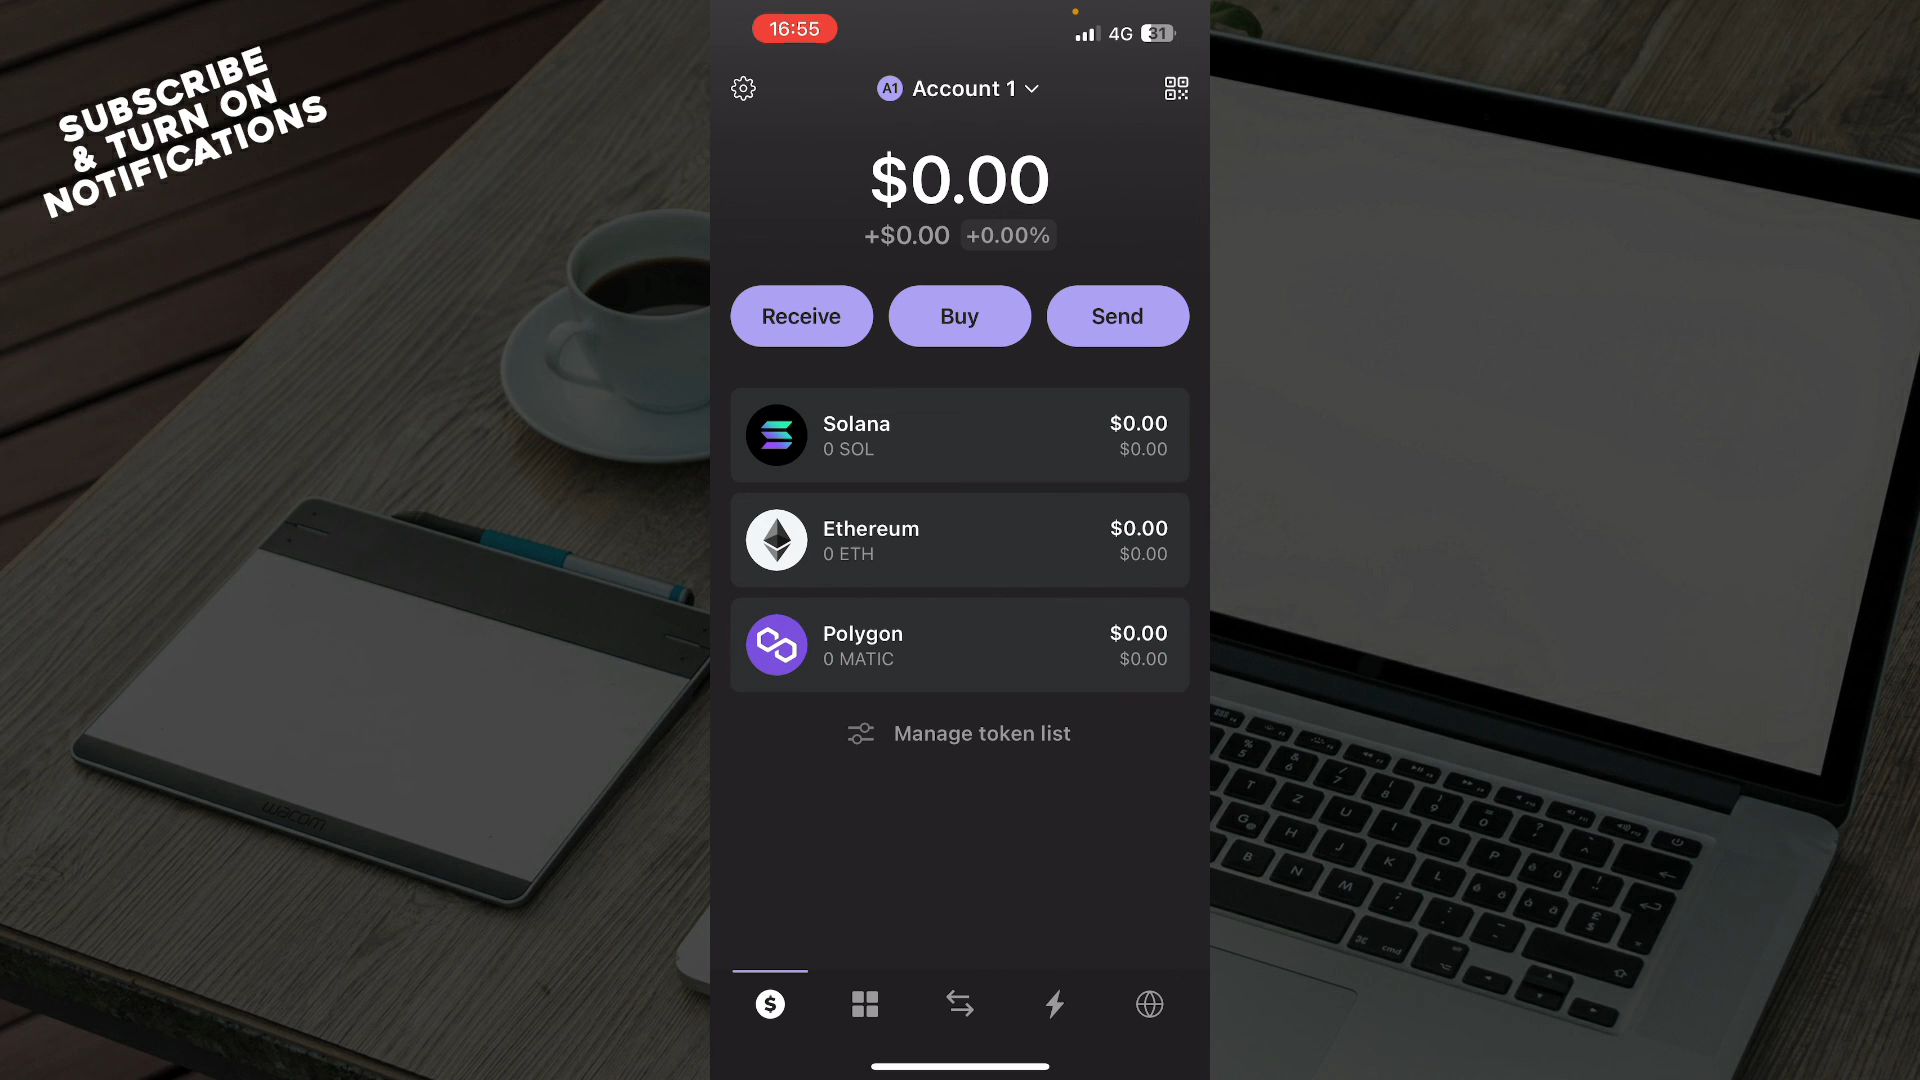 SUBSCRIBE
& TURN ON
NOTIFICATIONS
16:55
4G
31
A1
Account 1
$0.00
+$0.00
+0.00%
Receive
Buy
Send
Solana
$0.00
0 SOL
$0.00
Ethereum
$0.00
0 ETH
$0.00
Polygon
$0.00
0 MATIC
$0.00
Manage token list
wacom